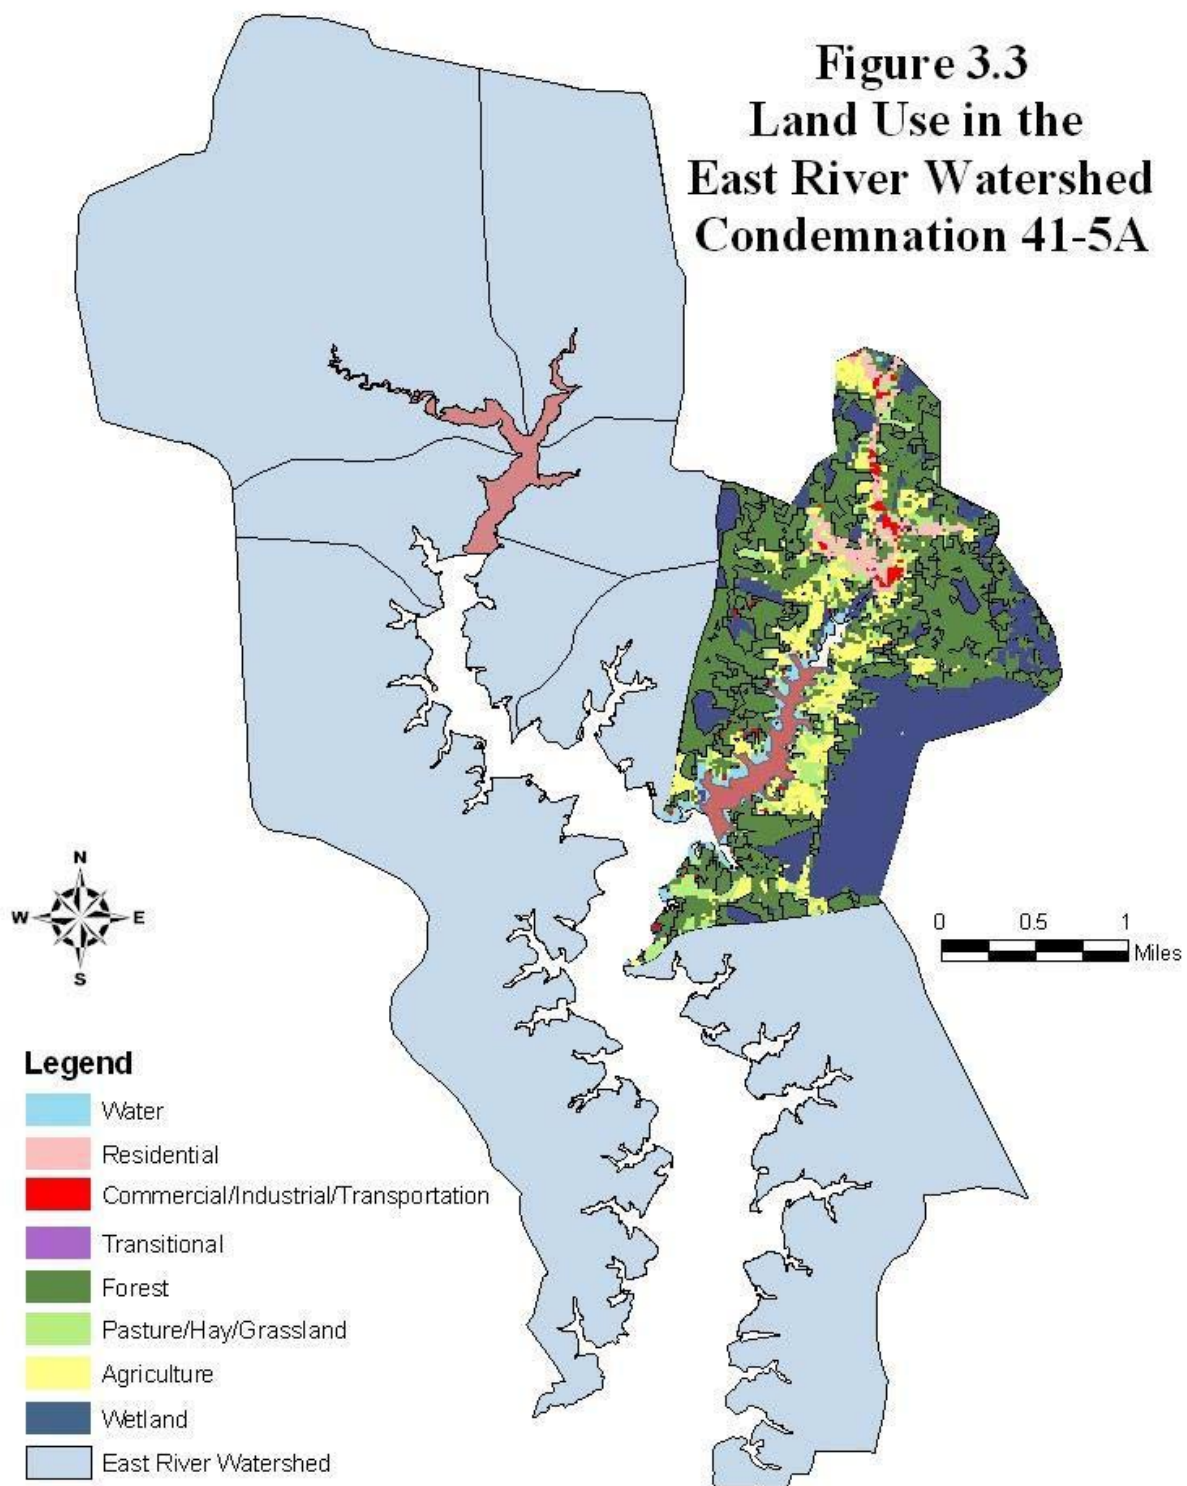 Figure 3.3
Land Use in the
East River Watershed
Condemnation 41-5A
N
W
E
S
0 0.5 1
Miles
Legend
Water
Residential
Commercial/Industrial/Transportation
Transitional
Forest
Pasture/Hay/Grassland
Agriculture
Wetland
East River Watershed